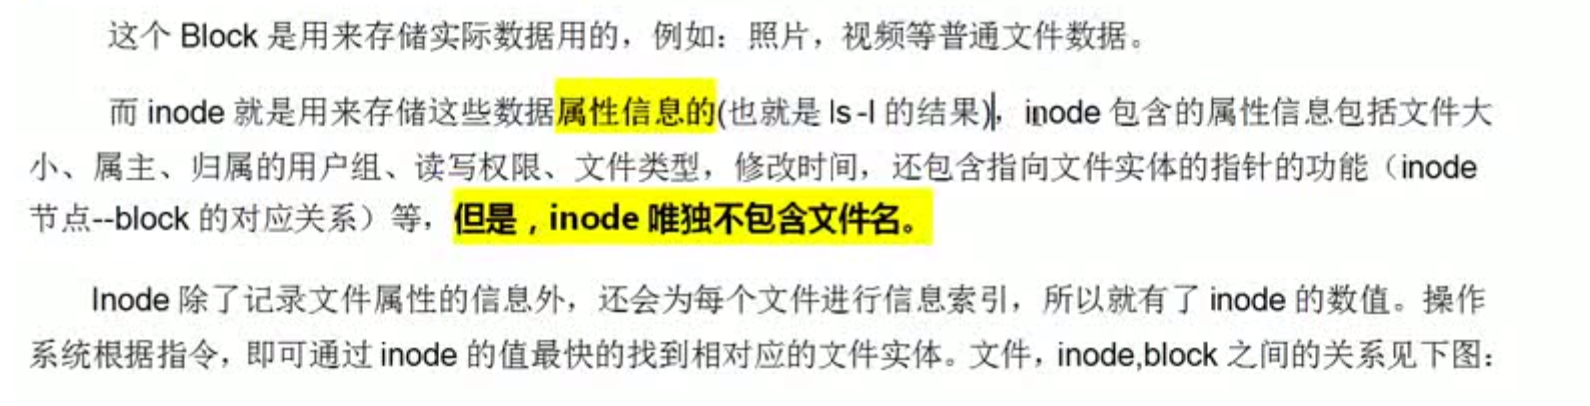 这个 Block 是用来存储实际数据用的，例如：照片，视频等普通文件数据。
而 inode 就是用来存储这些数据属性信息的(也就是 ls -l 的结果)，inode 包含的属性信息包括文件大
小、属主、归属的用户组、读写权限、文件类型，修改时间，还包含指向文件实体的指针的功能（inode
节点--block 的对应关系）等，但是，inode 唯独不包含文件名。
Inode 除了记录文件属性的信息外，还会为每个文件进行信息索引，所以就有了 inode 的数值。操作
系统根据指令，即可通过 inode 的值最快的找到相对应的文件实体。文件，inode,block 之间的关系见下图：